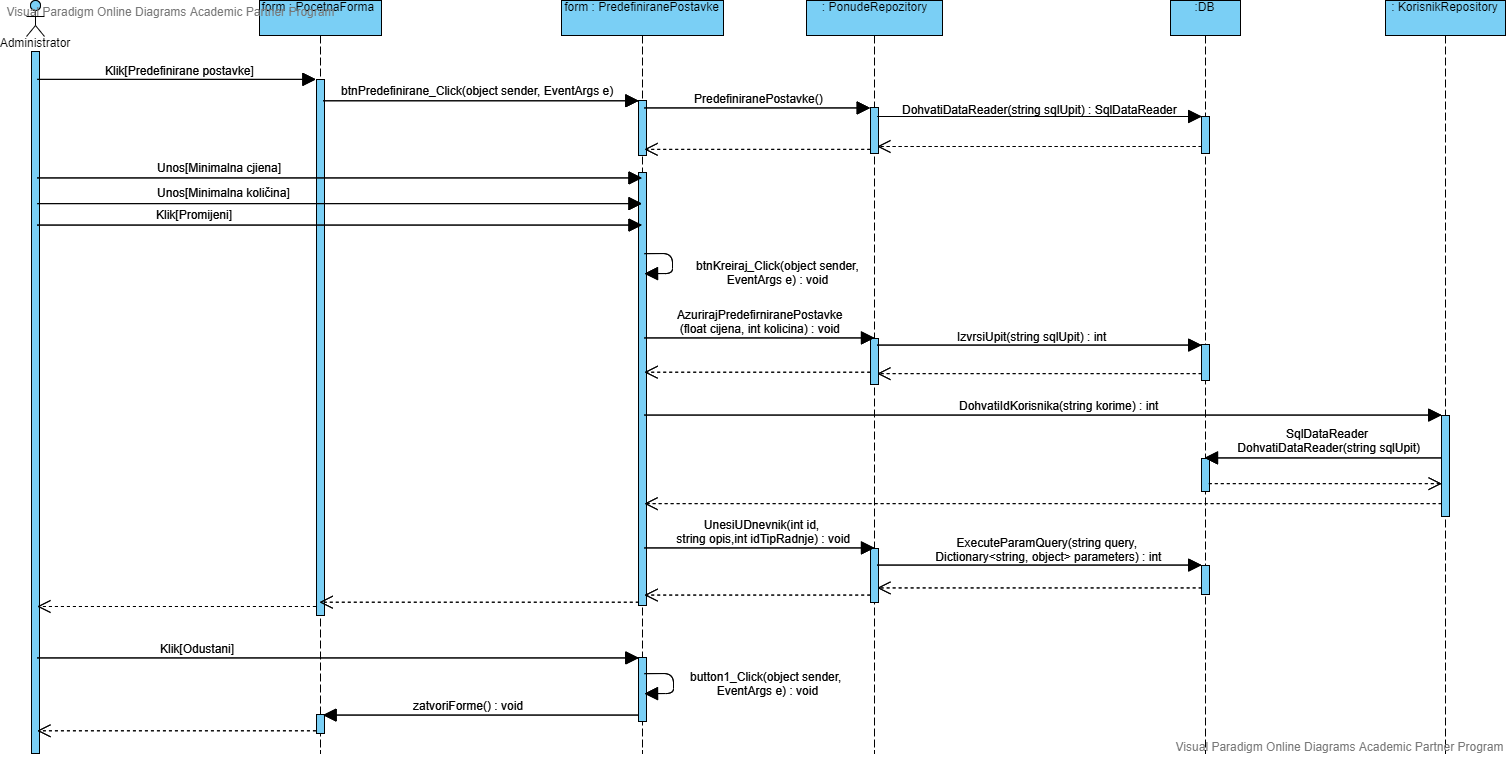 Visual Paradigm Online Diagrams Academic Partner Program
form : PocetnaForma
form : PredefiniranePostavke
: PonudeRepozitory
:DB
: KorisnikRepository
Administrator
Klik[Predefinirane postavke]
btnPredefinirane_Click(object sender, EventArgs e)
PredefiniranePostavke()
DohvatiDataReader(string sqlUpit) : SqlDataReader
Unos[Minimalna cjiena]
Unos[Minimalna količina]
Klik[Promijeni]
btnKreiraj_Click(object sender,
EventArgs e) : void
AzurirajPredefirniranePostavke
(float cijena, int kolicina) : void
IzvrsiUpit(string sqlUpit) : int
DohvatiIdKorisnika(string korime) : int
SqlDataReader
DohvatiDataReader(string sqlUpit)
UnesiUDnevnik(int id,
string opis,int idTipRadnje) : void
ExecuteParamQuery(string query,
Dictionary<string, object> parameters) : int
Klik[Odustani]
button1_Click(object sender,
EventArgs e) : void
zatvoriForme() : void
Visual Paradigm Online Diagrams Academic Partner Program